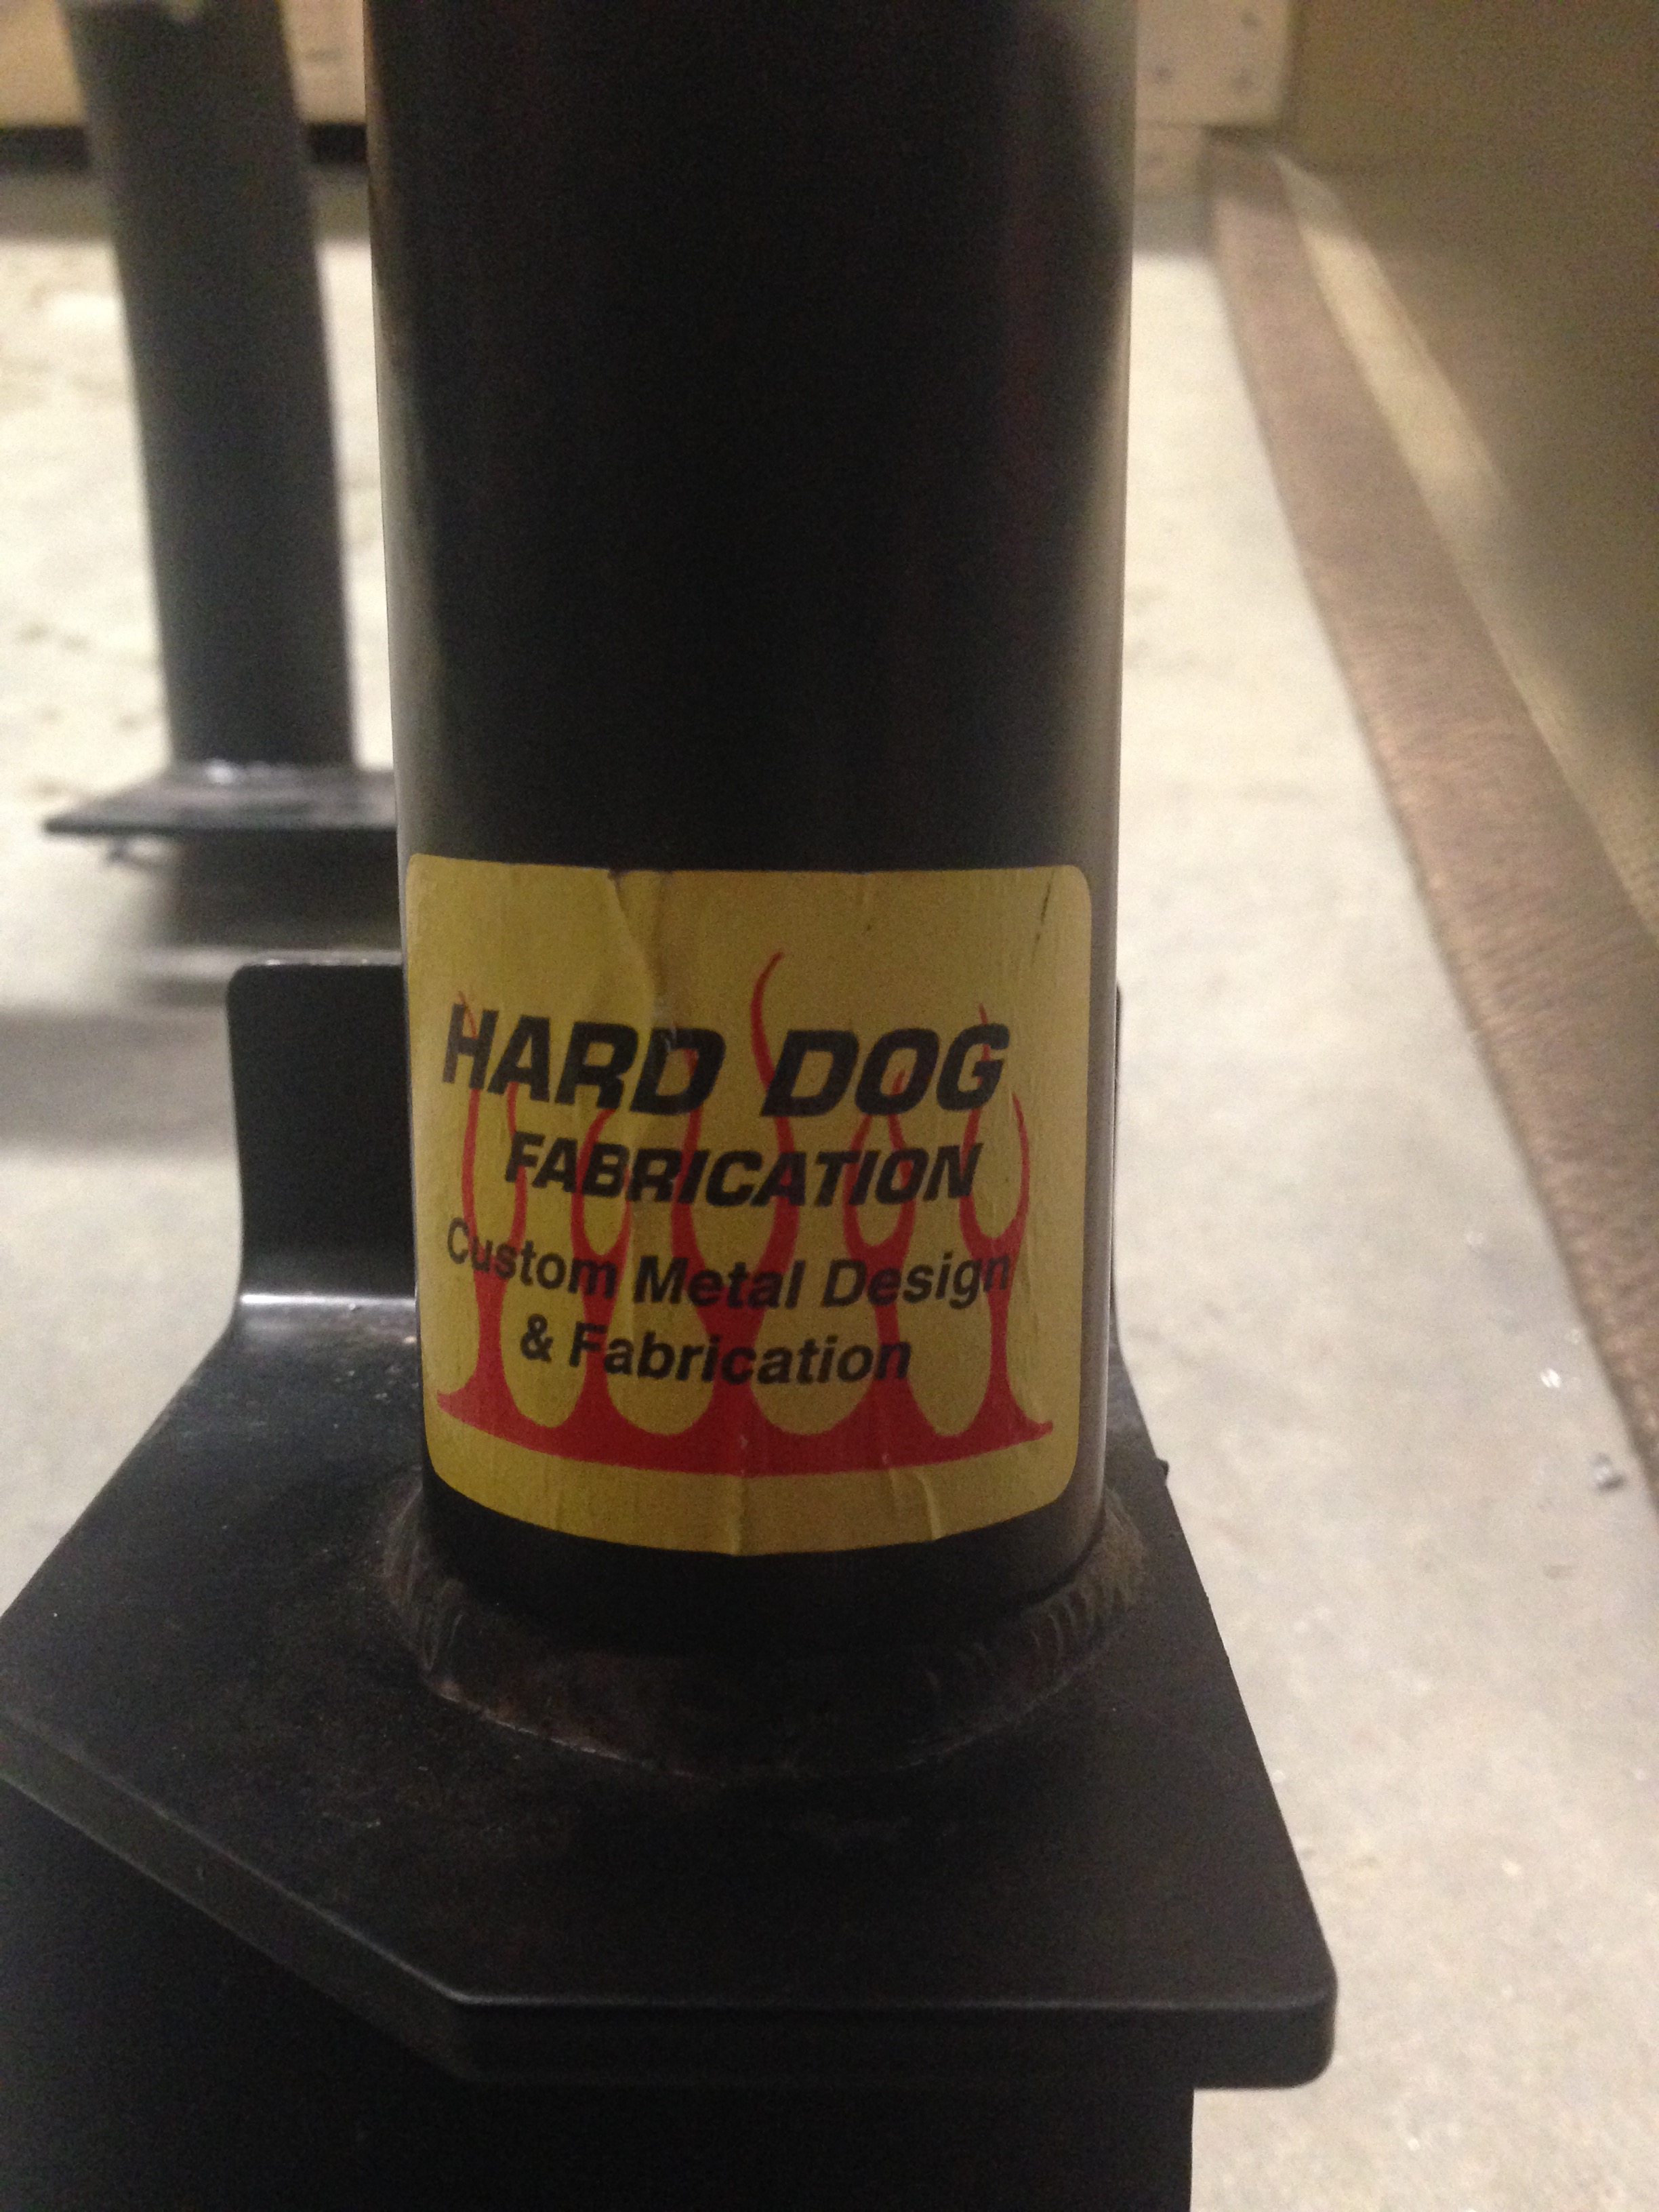 HARD DOG
FABRICATION
Custom Metal Design
& Fabrication